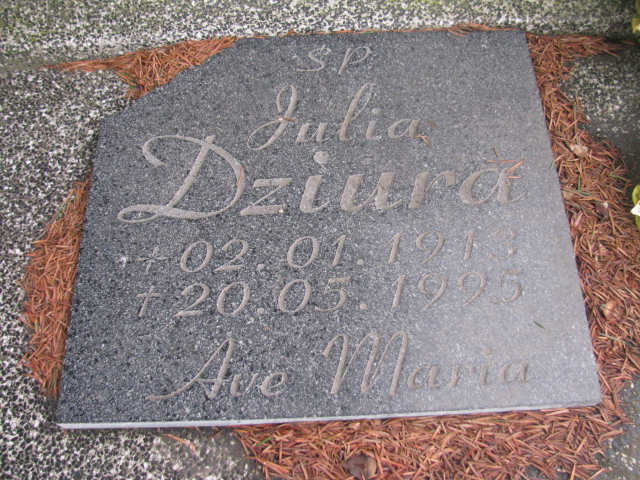 SP
Julia
Dziura
* 02.01.1913
+ 20.05.1995
Ave Maria